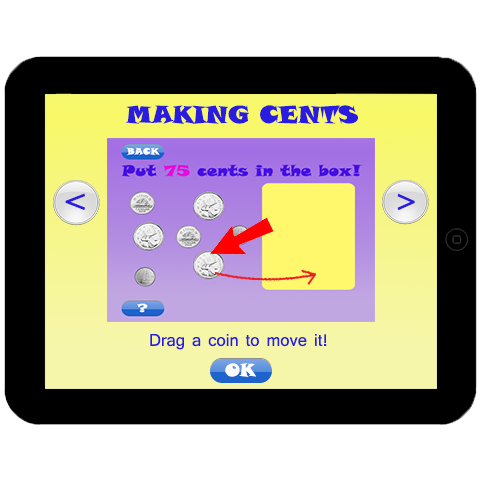 MAKING CENTS
BACK
Put 75 cents in the box!
<
>
?
Drag a coin to move it!
OK